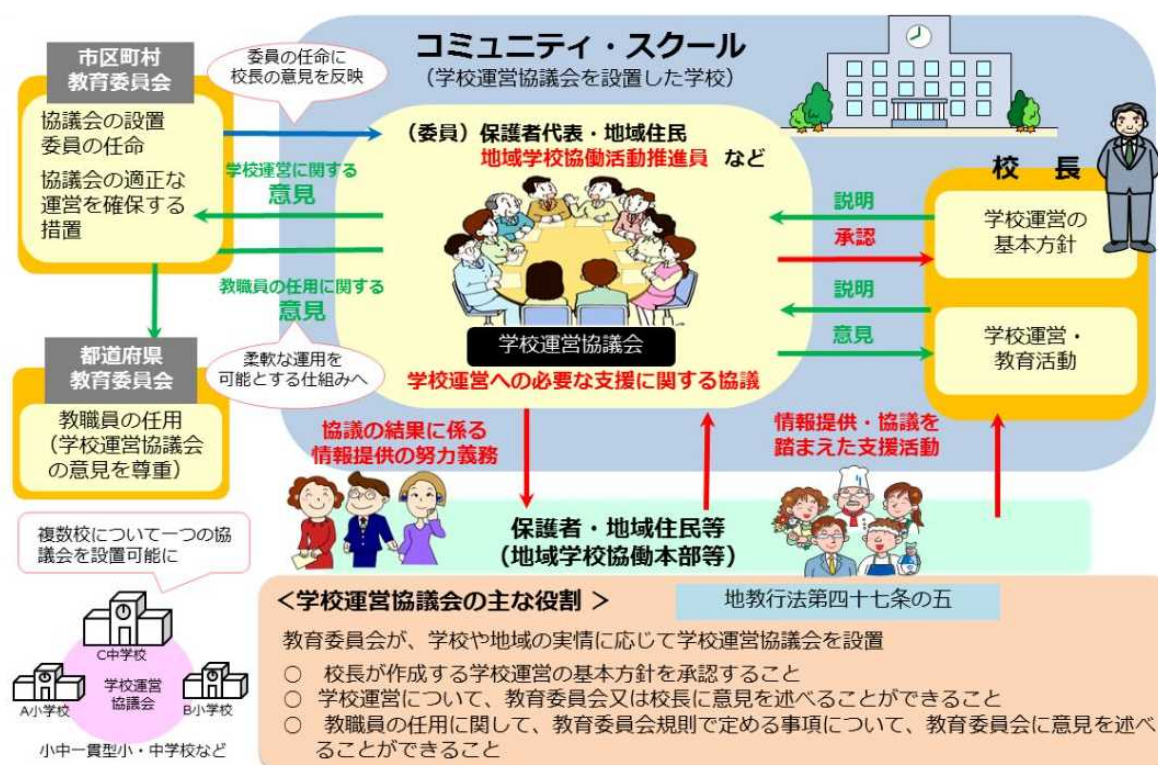 コミュニティ・スクール
（学校運営協議会を設置した学校）
市区町村
教育委員会
協議会の設置
委員の任命
協議会の適正な
運営を確保する
措置
委員の任命に
校長の意見を反映
学校運営に関する
意見
教職員の任用に関する
意見
柔軟な運用を
可能とする仕組みへ
都道府県
教育委員会
教職員の任用
（学校運営協議会
の意見を尊重）
（委員）保護者代表・地域住民
地域学校協働活動推進員 など
学校運営協議会
学校運営への必要な支援に関する協議
説明
承認
説明
意見
校 長
学校運営の
基本方針
学校運営・
教育活動
協議の結果に係る
情報提供の努力義務
情報提供・協議を
踏まえた支援活動
保護者・地域住民等
（地域学校協働本部等）
複数校について一つの協
議会を設置可能に
C中学校
学校運営
協議会
A小学校
B小学校
小中一貫型小・中学校など
＜学校運営協議会の主な役割 ＞
地教行法第四十七条の五
教育委員会が、学校や地域の実情に応じて学校運営協議会を設置
○ 校長が作成する学校運営の基本方針を承認すること
○ 学校運営について、教育委員会又は校長に意見を述べることができること
○ 教職員の任用に関して、教育委員会規則で定める事項について、教育委員会に意見を述べ
ることができること